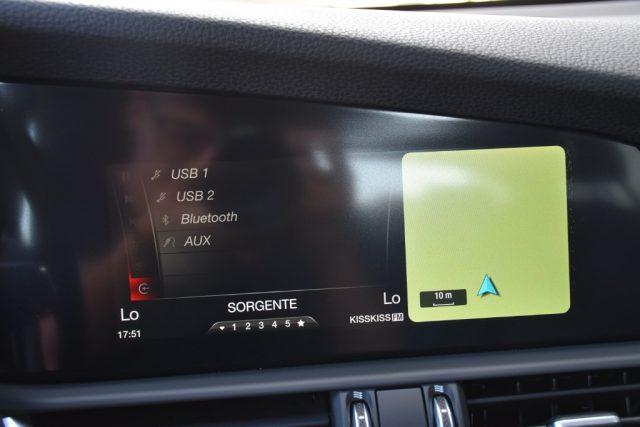 USB 1
USB 2
Bluetooth
AUX
Lo
SORGENTE
Lo
10 m
17:51
1 2 3 4 5
KISSKISS FM